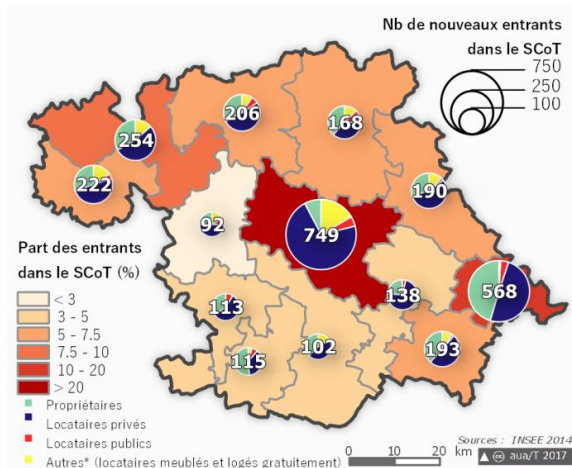 Nb de nouveaux entrants
dans le SCoT
750
250
100
206
168
254
222
190
92
749
568
138
113
102
115
193
Part des entrants
dans le SCoT (%)
< 3
3 - 5
5 - 7.5
7.5 - 10
10 - 20
> 20
Propriétaires
Locataires privés
Locataires publics
Autres* (locataires meublés et logés gratuitement)
0 10 20 km
Sources : INSEE 2014
cc aua/T 2017